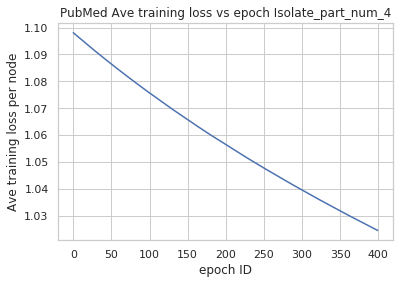 PubMed Ave training loss vs epoch Isolate_part_num_4
Ave training loss per node
1.10
1.09
1.08
1.07
1.06
1.05
1.04
1.03
0 50 100 150 200 250 300 350 400
epoch ID